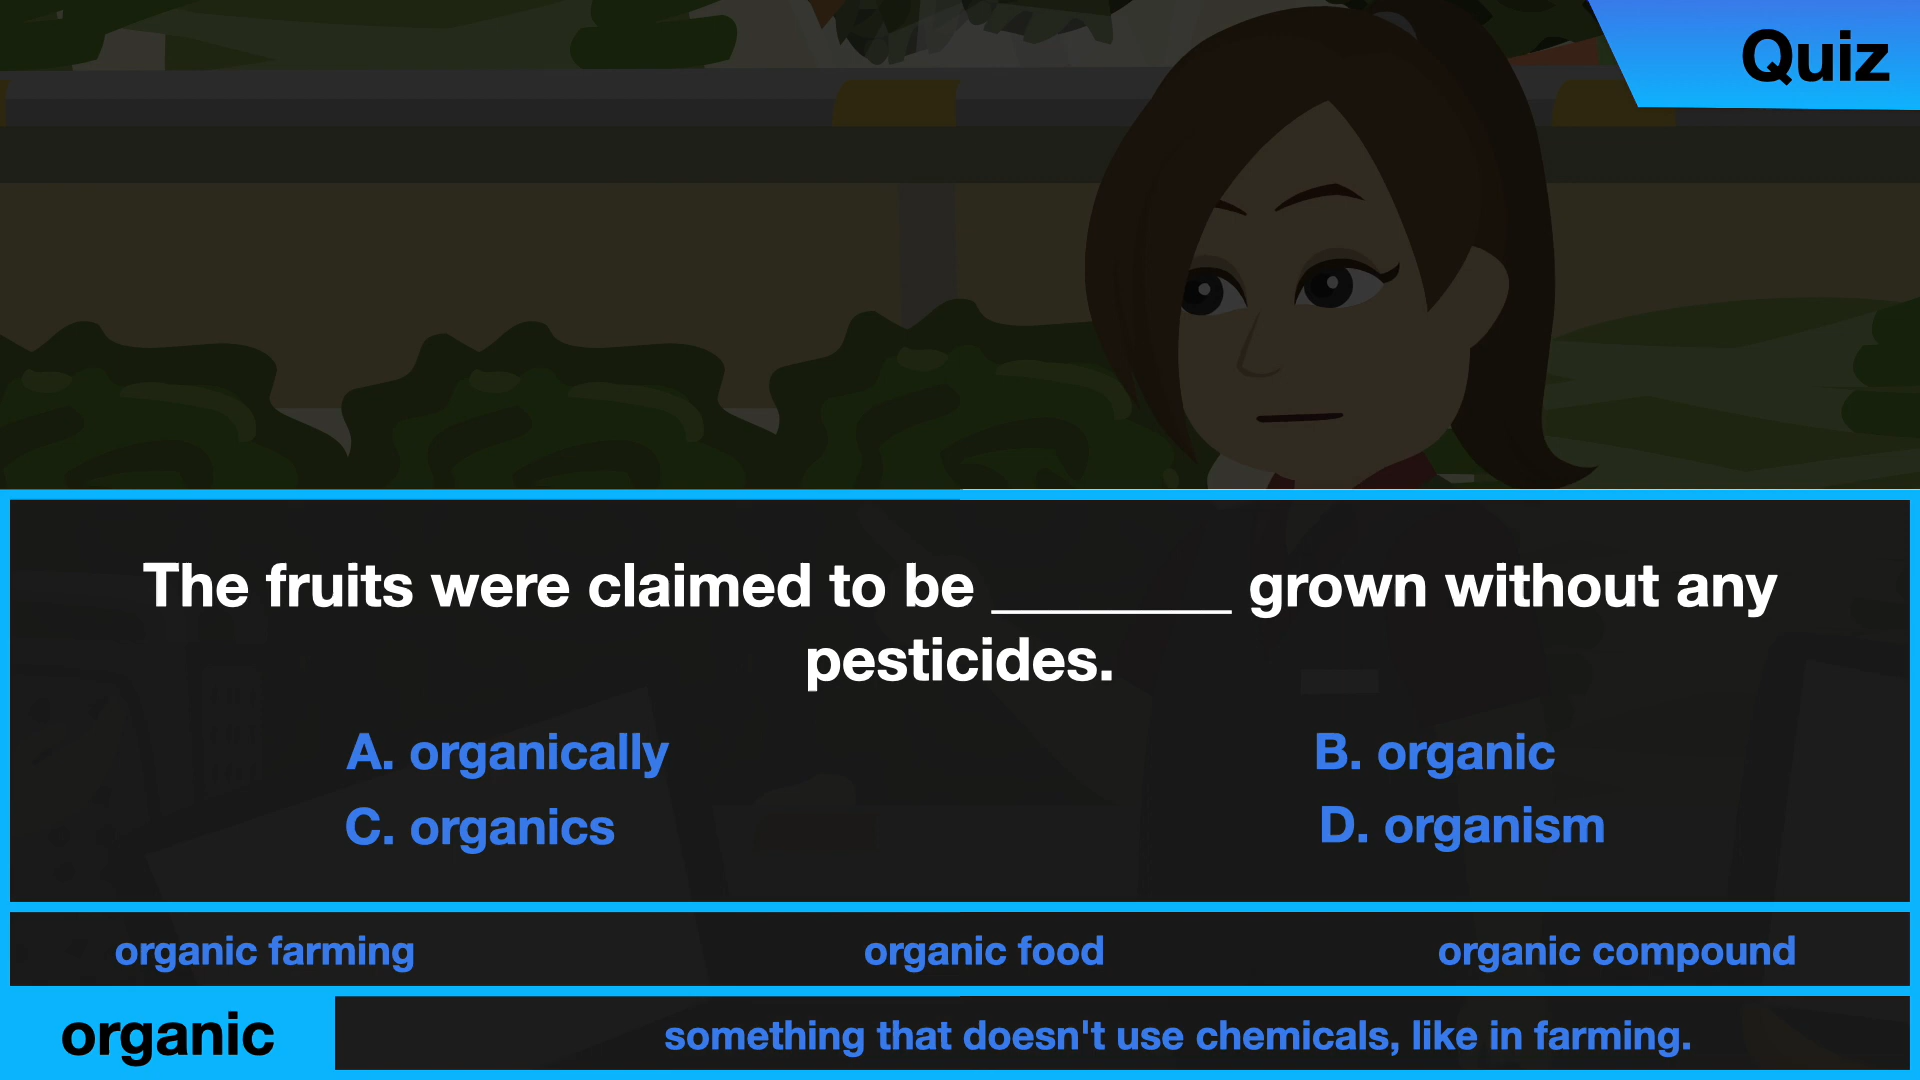 Quiz
The fruits were claimed to be ________ grown without any
pesticides.
A. organically
B. organic
C. organics
D. organism
organic farming
organic food
organic compound
organic
something that doesn't use chemicals, like in farming.